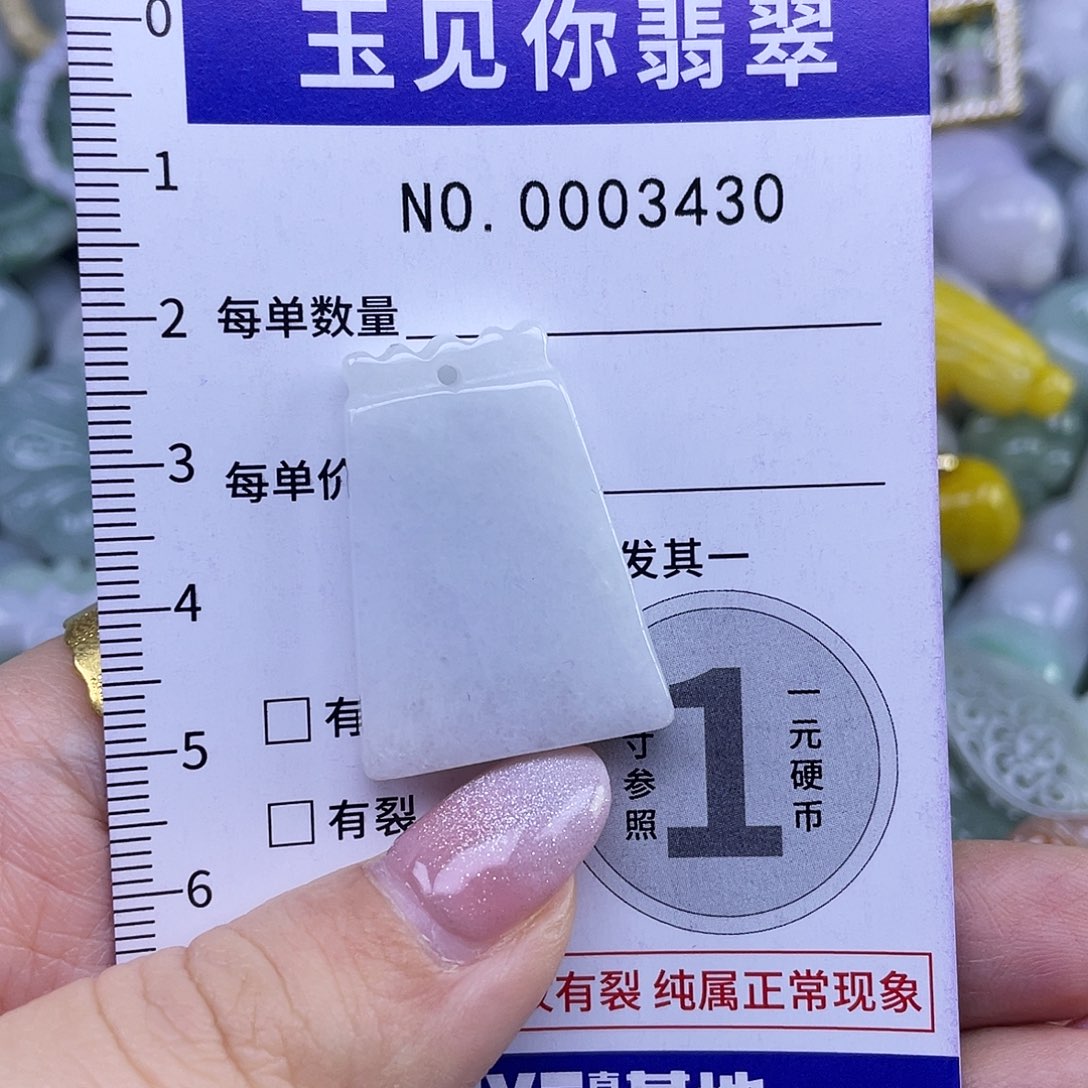 玉见你翡翠
NO. 0003430
每单数量
每单价
发其一
有
有裂
寸参照
1
一元硬币
有裂 纯属正常现象
基地
0
1
2
3
4
5
6